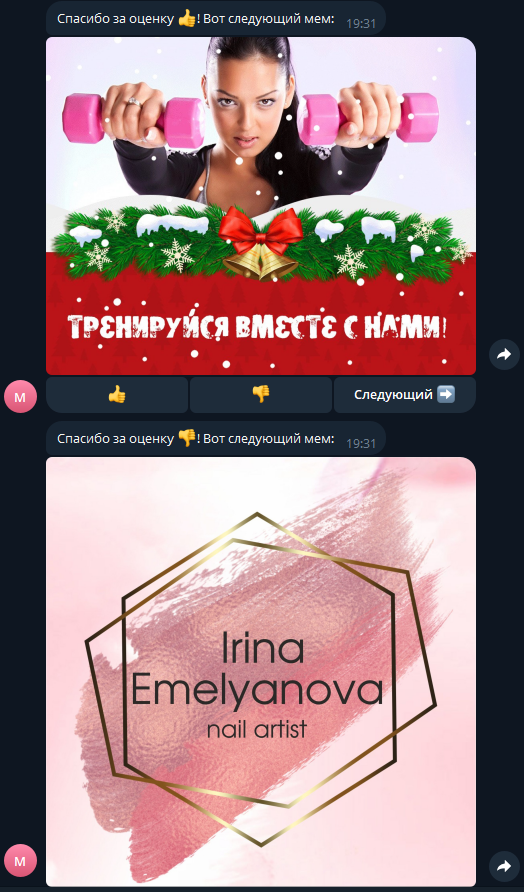 Спасибо за оценку 👍! Вот следующий мем:
19:31
ТРЕНИРУЙСЯ ВМЕСТЕ С НАМИ!
👍
👎
Следующий ➡️
М
Спасибо за оценку 👎! Вот следующий мем:
19:31
Irina
Emelyanova
nail artist
М